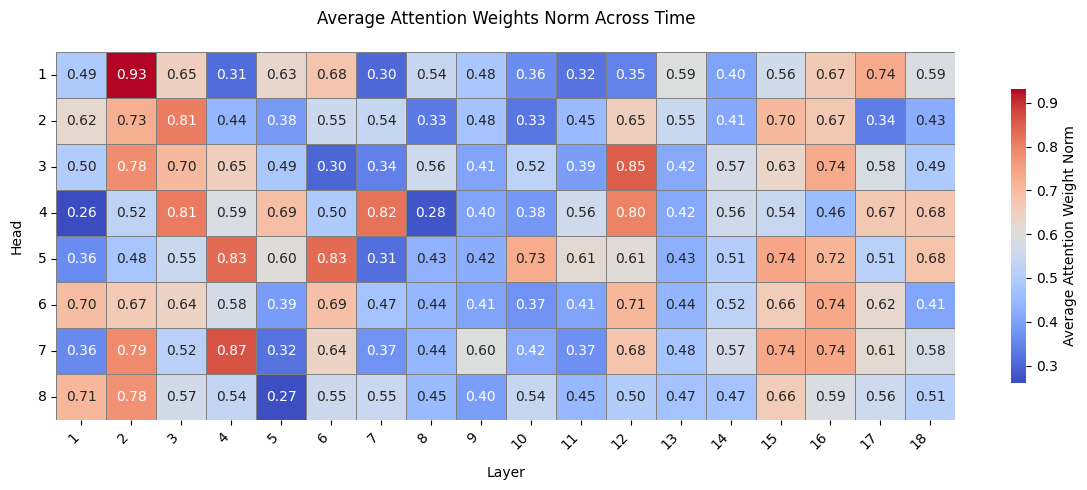 Average Attention Weights Norm Across Time
1 0.49 0.93 0.65 0.31 0.63 0.68 0.30 0.54 0.48 0.36 0.32 0.35 0.59 0.40 0.56 0.67 0.74 0.59
2 0.62 0.73 0.81 0.44 0.38 0.55 0.54 0.33 0.48 0.33 0.45 0.65 0.55 0.41 0.70 0.67 0.34 0.43
3 0.50 0.78 0.70 0.65 0.49 0.30 0.34 0.56 0.41 0.52 0.39 0.85 0.42 0.57 0.63 0.74 0.58 0.49
4 0.26 0.52 0.81 0.59 0.69 0.50 0.82 0.28 0.40 0.38 0.56 0.80 0.42 0.56 0.54 0.46 0.67 0.68
5 0.36 0.48 0.55 0.83 0.60 0.83 0.31 0.43 0.42 0.73 0.61 0.61 0.43 0.51 0.74 0.72 0.51 0.68
6 0.70 0.67 0.64 0.58 0.39 0.69 0.47 0.44 0.41 0.37 0.41 0.71 0.44 0.52 0.66 0.74 0.62 0.41
7 0.36 0.79 0.52 0.87 0.32 0.64 0.37 0.44 0.60 0.42 0.37 0.68 0.48 0.57 0.74 0.74 0.61 0.58
8 0.71 0.78 0.57 0.54 0.27 0.55 0.55 0.45 0.40 0.54 0.45 0.50 0.47 0.47 0.66 0.59 0.56 0.51
1 2 3 4 5 6 7 8 9 10 11 12 13 14 15 16 17 18
Layer
Head
0.9
0.8
0.7
0.6
0.5
0.4
0.3
Average Attention Weight Norm